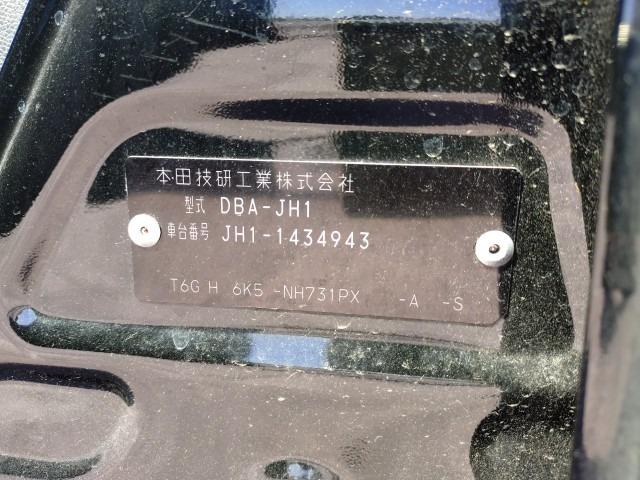 本田技研工業株式会社
型式 DBA-JH1
車台番号 JH1-1434943
T6G H 6K5 -NH731PX -A -S